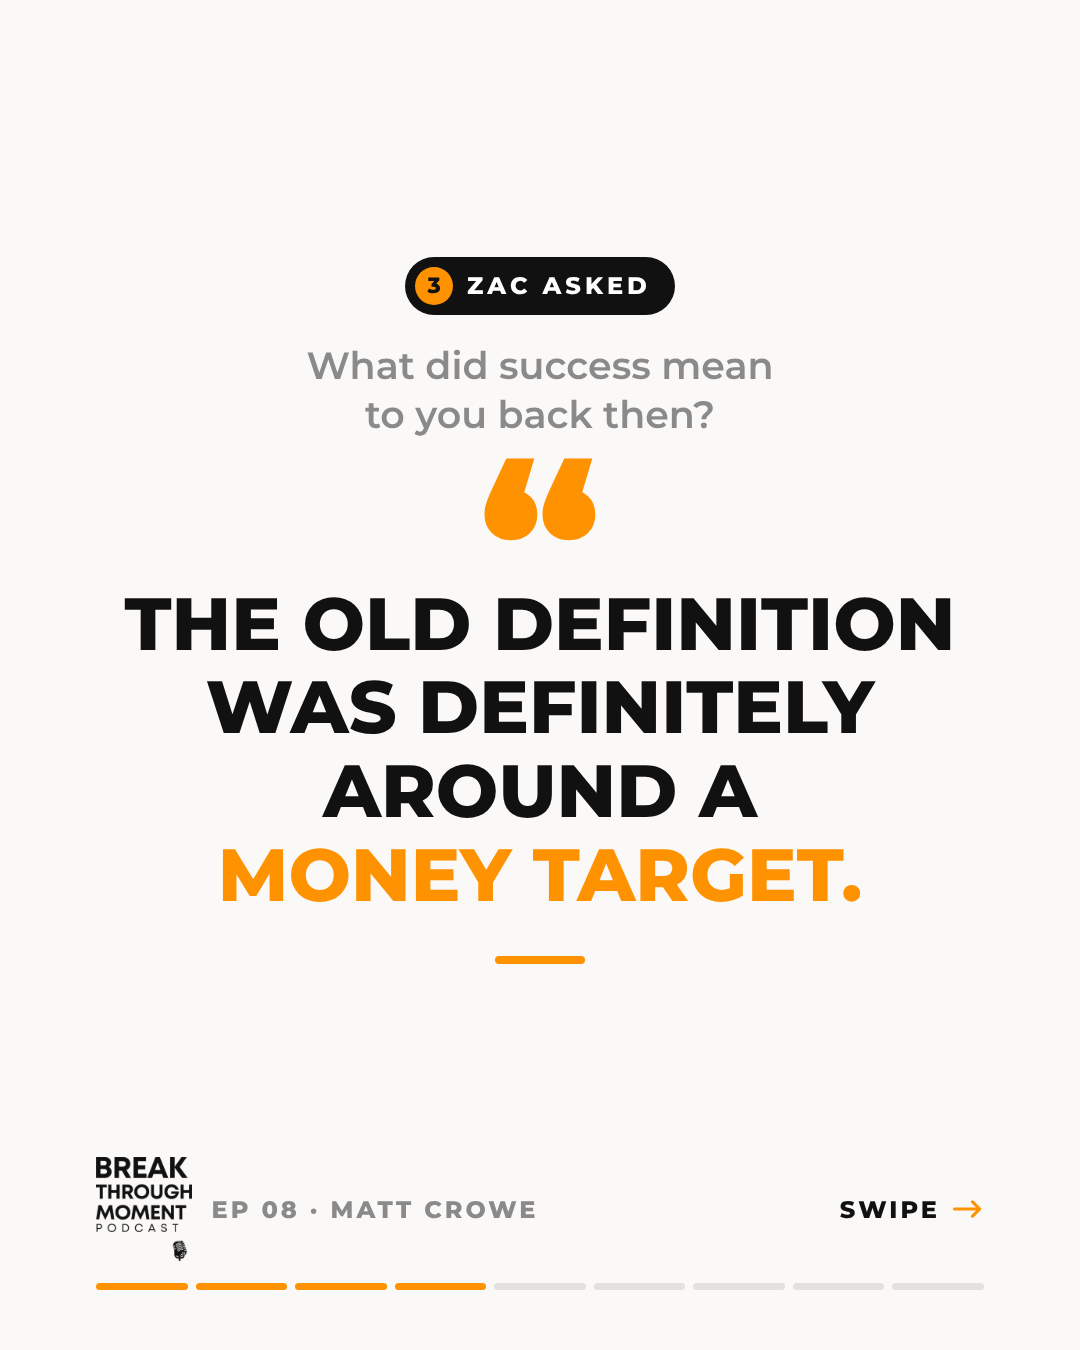 3 ZAC ASKED
What did success mean
to you back then?
“
THE OLD DEFINITION
WAS DEFINITELY
AROUND A
MONEY TARGET.
BREAK
THROUGH
MOMENT
PODCAST
EP 08 · MATT CROWE
SWIPE →